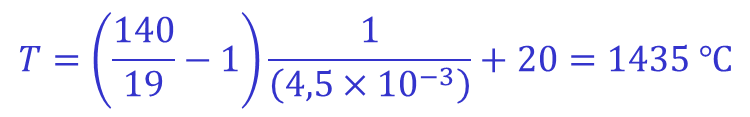 T = (140/19 − 1) 1/(4,5 × 10⁻³) + 20 = 1435 °C